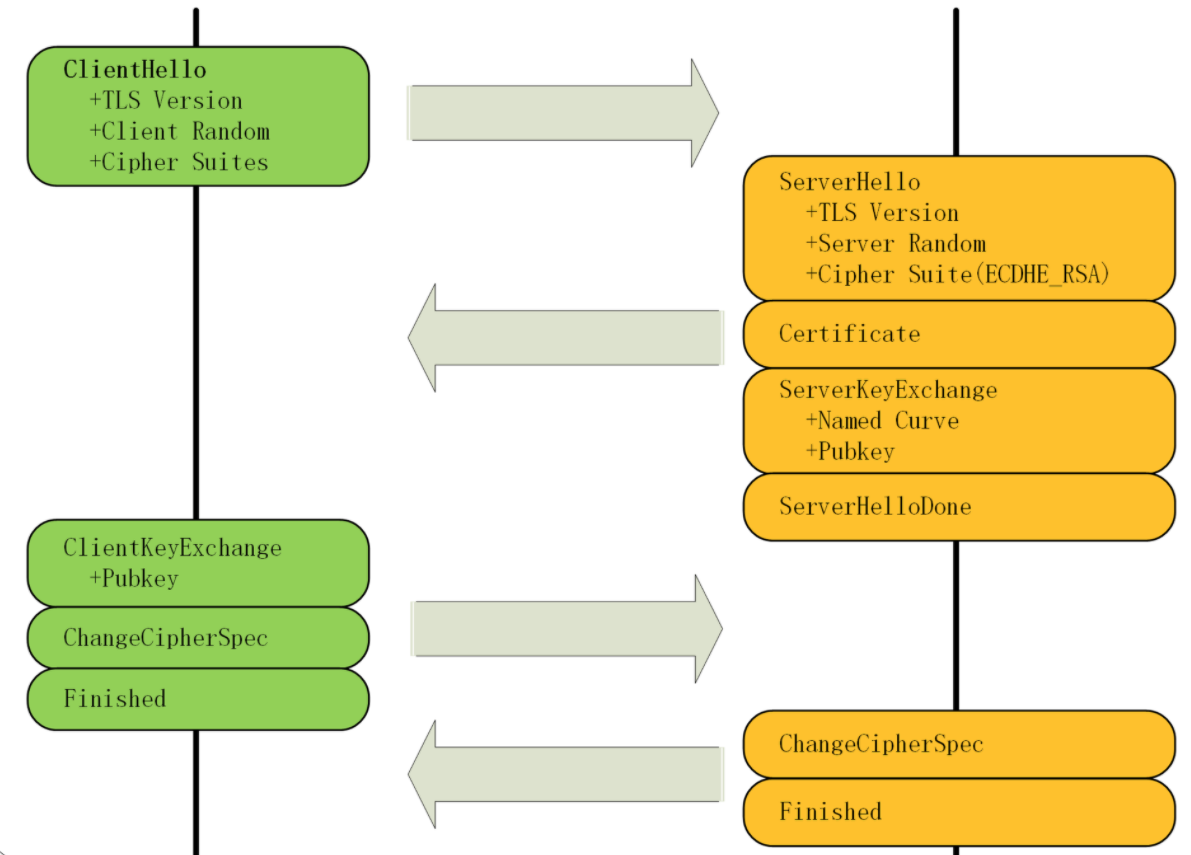 ClientHello
+TLS Version
+Client Random
+Cipher Suites
ServerHello
+TLS Version
+Server Random
+Cipher Suite(ECDHE_RSA)
Certificate
ServerKeyExchange
+Named Curve
+Pubkey
ServerHelloDone
ClientKeyExchange
+Pubkey
ChangeCipherSpec
Finished
ChangeCipherSpec
Finished